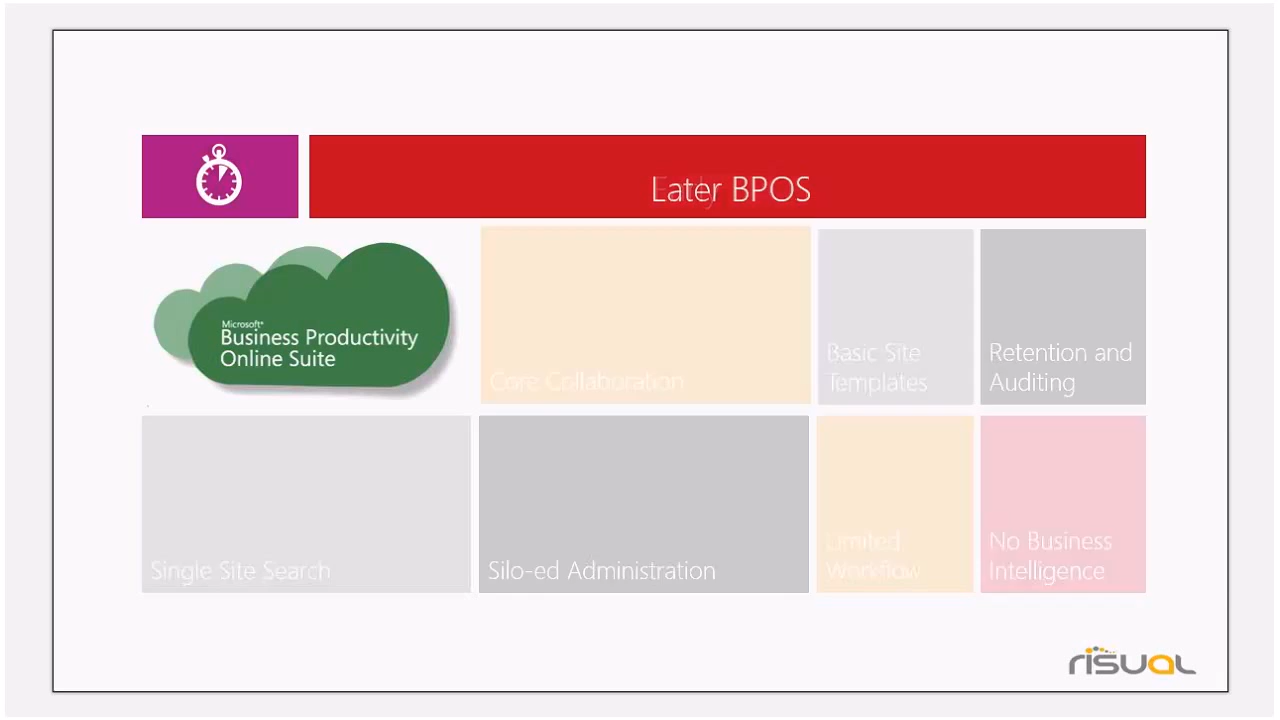 Later BPOS
Microsoft®
Business Productivity
Online Suite
Core Collaboration
Basic Site
Templates
Retention and
Auditing
Single Site Search
Silo-ed Administration
Limited
Workflow
No Business
Intelligence
risual